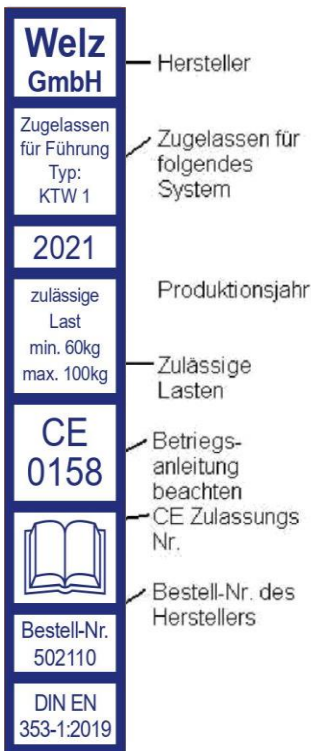 Welz
GmbH
Zugelassen
für Führung
Typ:
KTW 1
2021
zulässige
Last
min. 60kg
max. 100kg
CE
0158
Bestell-Nr.
502110
DIN EN
353-1:2019
Hersteller
Zugelassen für
folgendes
System
Produktionsjahr
Zulässige
Lasten
Betriegs-
anleitung
beachten
CE Zulassungs
Nr.
Bestell-Nr. des
Herstellers